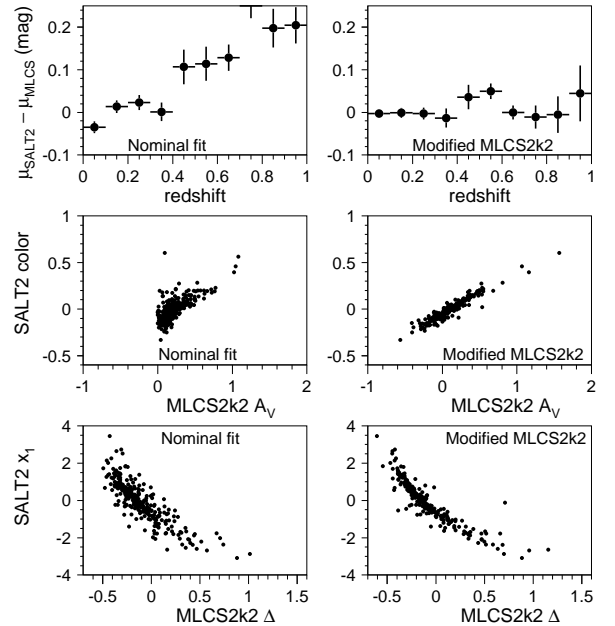 μSALT2 − μMLCS (mag)
0.2
0.1
0
-0.1
Nominal fit
0 0.2 0.4 0.6 0.8 1
redshift
0.2
0.1
0
-0.1
Modified MLCS2k2
0 0.2 0.4 0.6 0.8 1
redshift
SALT2 color
1
0.5
0
-0.5
Nominal fit
-1 0 1 2
MLCS2k2 AV
1
0.5
0
-0.5
Modified MLCS2k2
-1 0 1 2
MLCS2k2 AV
SALT2 x1
4
2
0
-2
-4
Nominal fit
-0.5 0 0.5 1 1.5
MLCS2k2 Δ
4
2
0
-2
-4
Modified MLCS2k2
-0.5 0 0.5 1 1.5
MLCS2k2 Δ